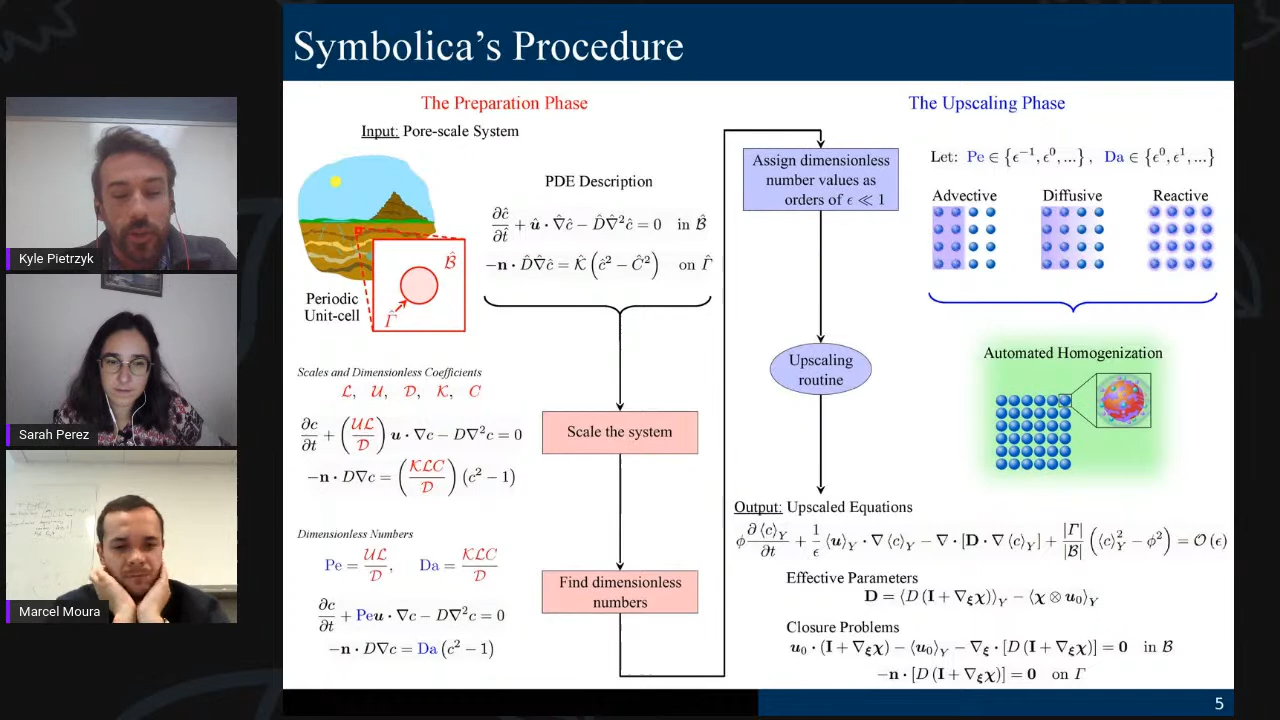 Symbolica's Procedure
The Preparation Phase
Input: Pore-scale System
PDE Description
∂ĉ/∂t̂ + û · ∇̂ĉ − D̂∇̂²ĉ = 0 in B̂
−n · D̂∇̂ĉ = K̂ (ĉ² − Ĉ²) on Γ̂
B̂
Γ̂
Periodic
Unit-cell
Scales and Dimensionless Coefficients
L, U, D, K, C
∂c/∂t + (UL/D) u · ∇c − D∇²c = 0
−n · D∇c = (KLC/D) (c² − 1)
Scale the system
Dimensionless Numbers
Pe = UL/D, Da = KLC/D
∂c/∂t + Peu · ∇c − D∇²c = 0
−n · D∇c = Da (c² − 1)
Find dimensionless
numbers
The Upscaling Phase
Assign dimensionless
number values as
orders of ϵ ≪ 1
Let: Pe ∈ {ϵ⁻¹, ϵ⁰, ...}, Da ∈ {ϵ⁰, ϵ¹, ...}
Advective Diffusive Reactive
Upscaling
routine
Automated Homogenization
Output: Upscaled Equations
ϕ ∂⟨c⟩_Y/∂t + 1/ϵ ⟨u⟩_Y · ∇⟨c⟩_Y − ∇ · [D · ∇⟨c⟩_Y] + |Γ|/|B| (⟨c⟩²_Y − ϕ²) = O(ϵ)
Effective Parameters
D = ⟨D (I + ∇_ξχ)⟩_Y − ⟨χ ⊗ u₀⟩_Y
Closure Problems
u₀ · (I + ∇_ξχ) − ⟨u₀⟩_Y − ∇_ξ · [D (I + ∇_ξχ)] = 0 in B
−n · [D (I + ∇_ξχ)] = 0 on Γ
5
Kyle Pietrzyk
Sarah Perez
Marcel Moura